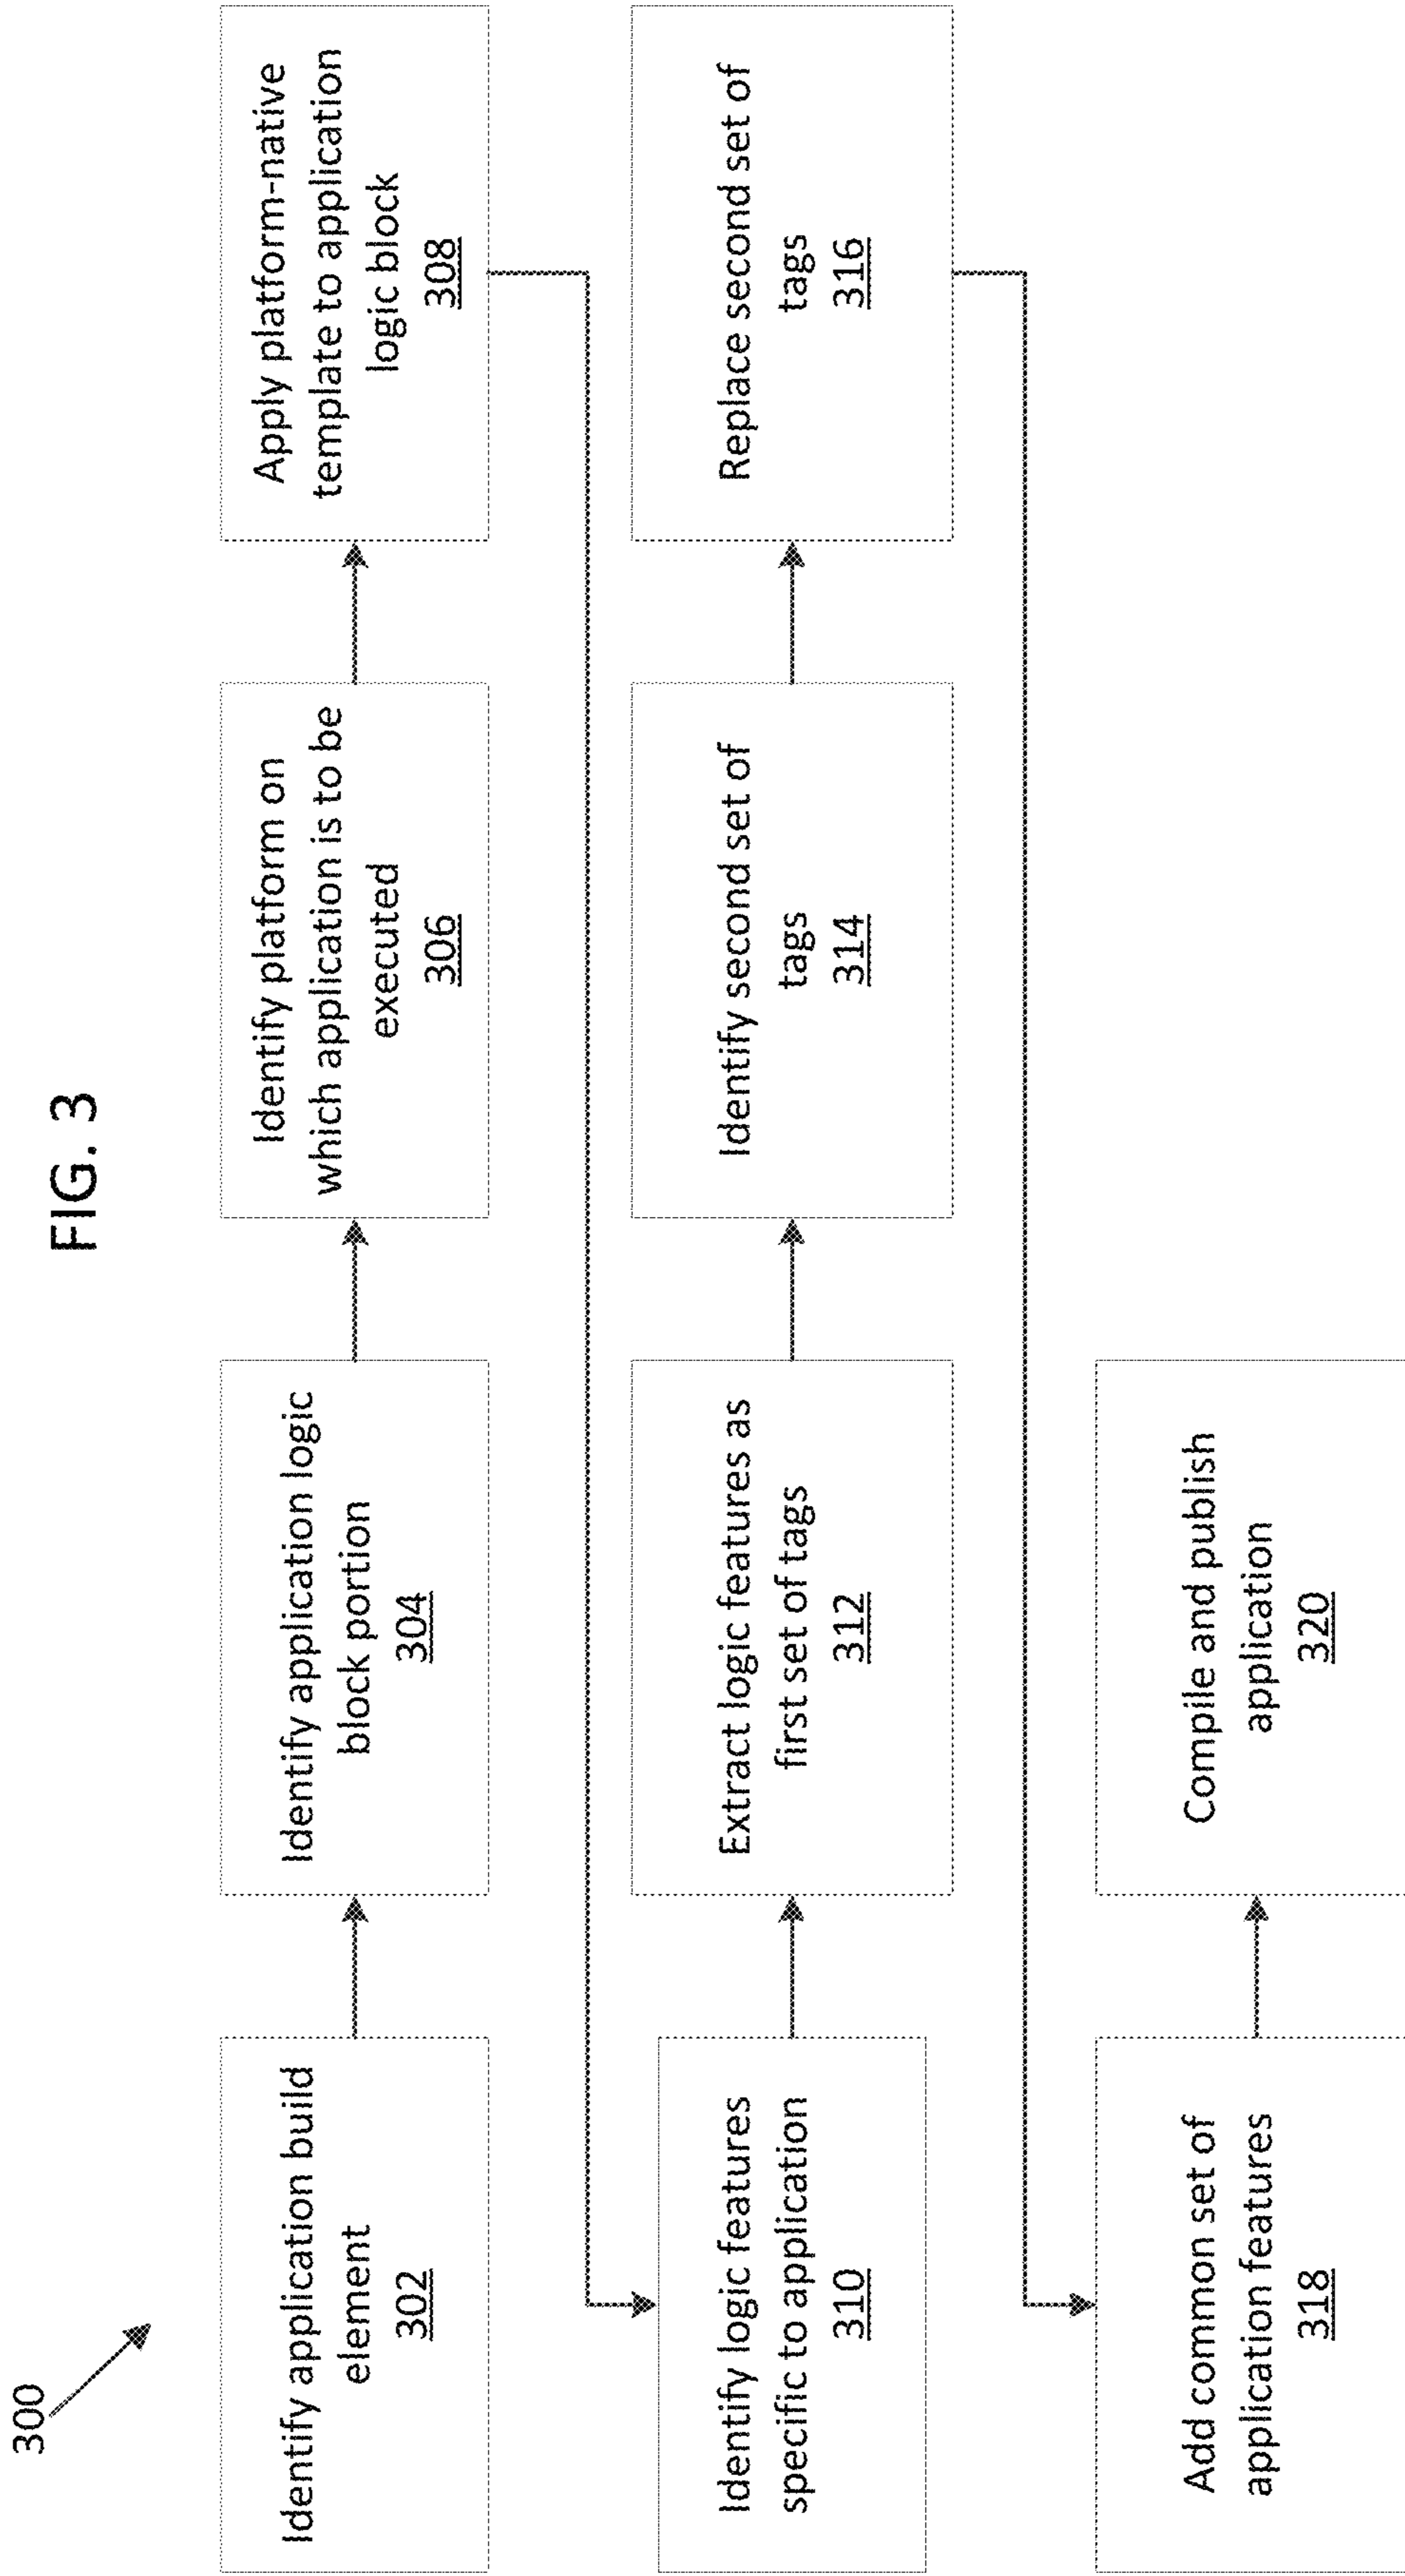 FIG. 3
300
Identify application build
element
302
Identify application logic
block portion
304
Identify platform on
which application is to be
executed
306
Apply platform-native
template to application
logic block
308
Identify logic features
specific to application
310
Extract logic features as
first set of tags
312
Identify second set of
tags
314
Replace second set of
tags
316
Add common set of
application features
318
Compile and publish
application
320